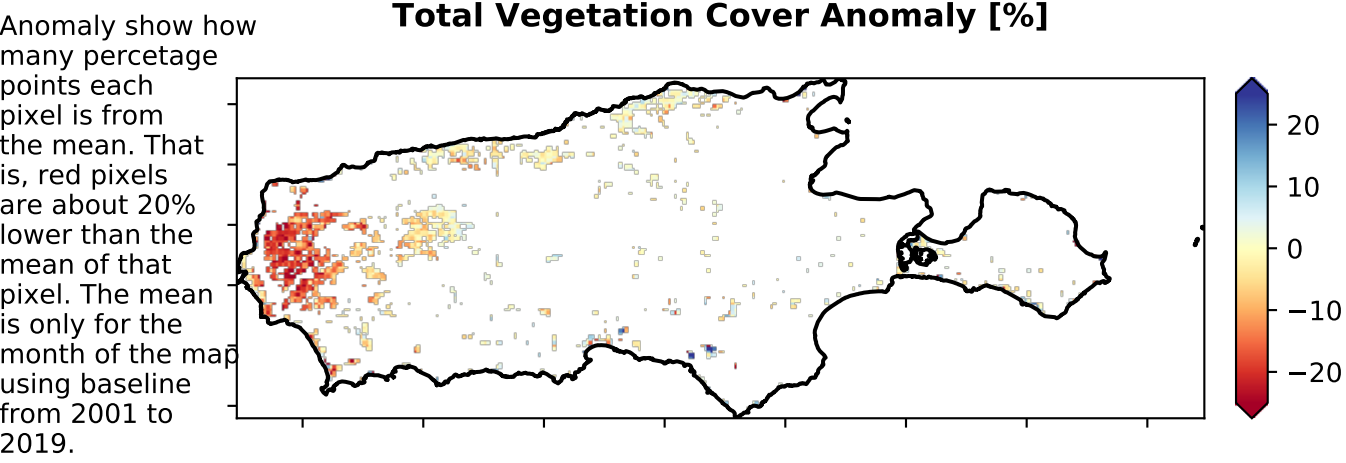 Total Vegetation Cover Anomaly [%]
Anomaly show how
many percetage
points each
pixel is from
the mean. That
is, red pixels
are about 20%
lower than the
mean of that
pixel. The mean
is only for the
month of the map
using baseline
from 2001 to
2019.
20
10
0
−10
−20